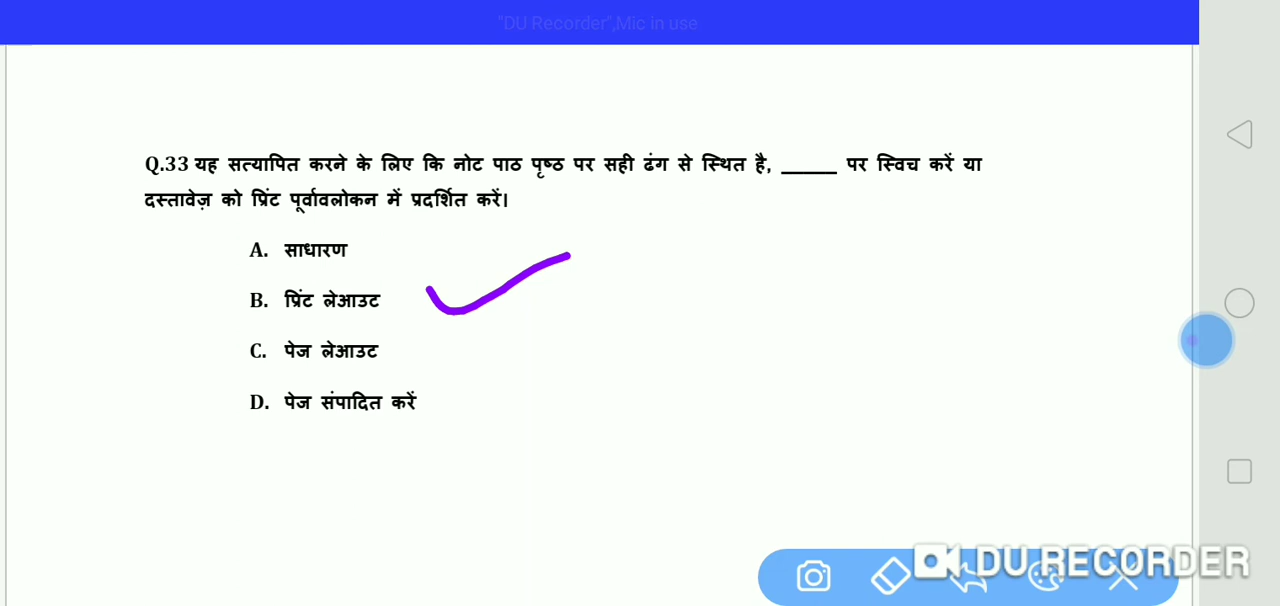 "DU Recorder",Mic in use
Q.33 यह सत्यापित करने के लिए कि नोट पाठ पृष्ठ पर सही ढंग से स्थित है, _____ पर स्विच करें या
दस्तावेज़ को प्रिंट पूर्वावलोकन में प्रदर्शित करें।
A. साधारण
B. प्रिंट लेआउट
C. पेज लेआउट
D. पेज संपादित करें
DU RECORDER